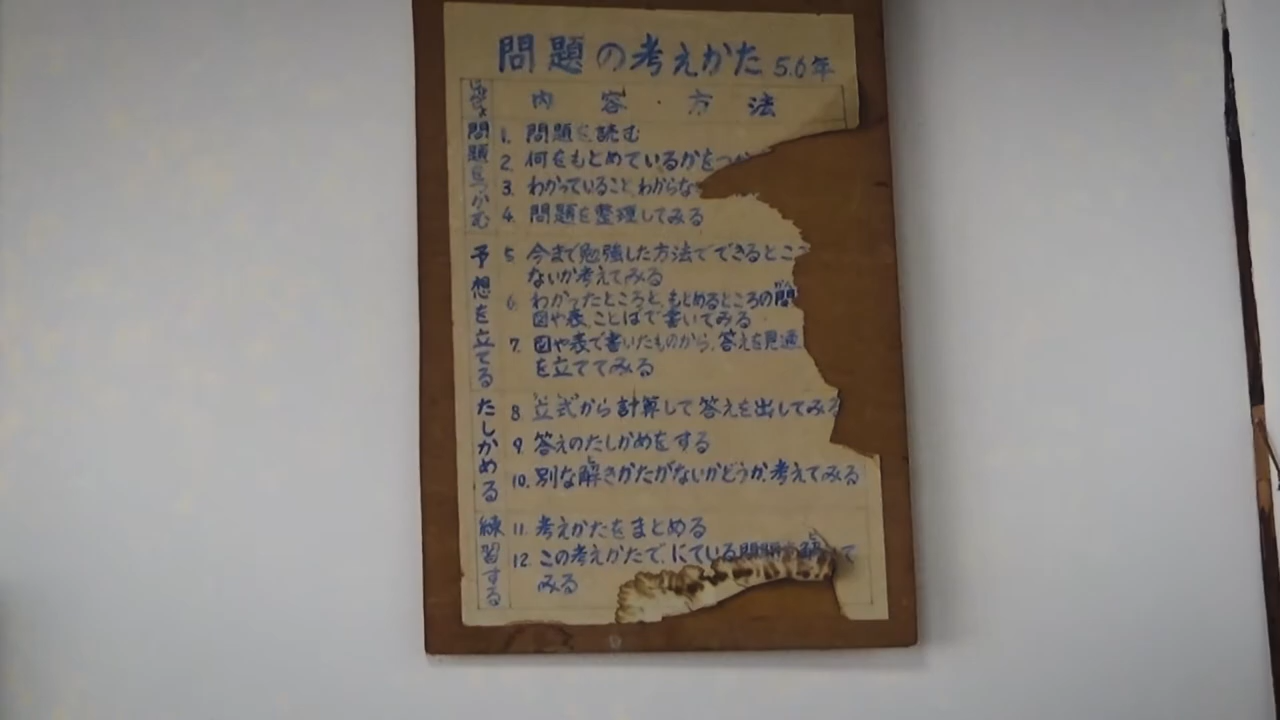 問題の考えかた 5.6年
内容・方法
問題をつかむ
1. 問題を読む
2. 何をもとめているかをつか
3. わかっていること、わからな
4. 問題を整理してみる
予想を立てる
5 今まで勉強した方法でできるところ
ないか考えてみる
6. わかったところと、もとめるところの関
図や表、ことばで書いてみる
7. 図や表で書いたものから、答えを見通
を立ててみる
たしかめる
8. 立式から計算して答えを出してみる
9. 答えのたしかめをする
10. 別な解きかたがないかどうか、考えてみる
練習する
11. 考えかたをまとめる
12. この考えかたで、にている問題
みる